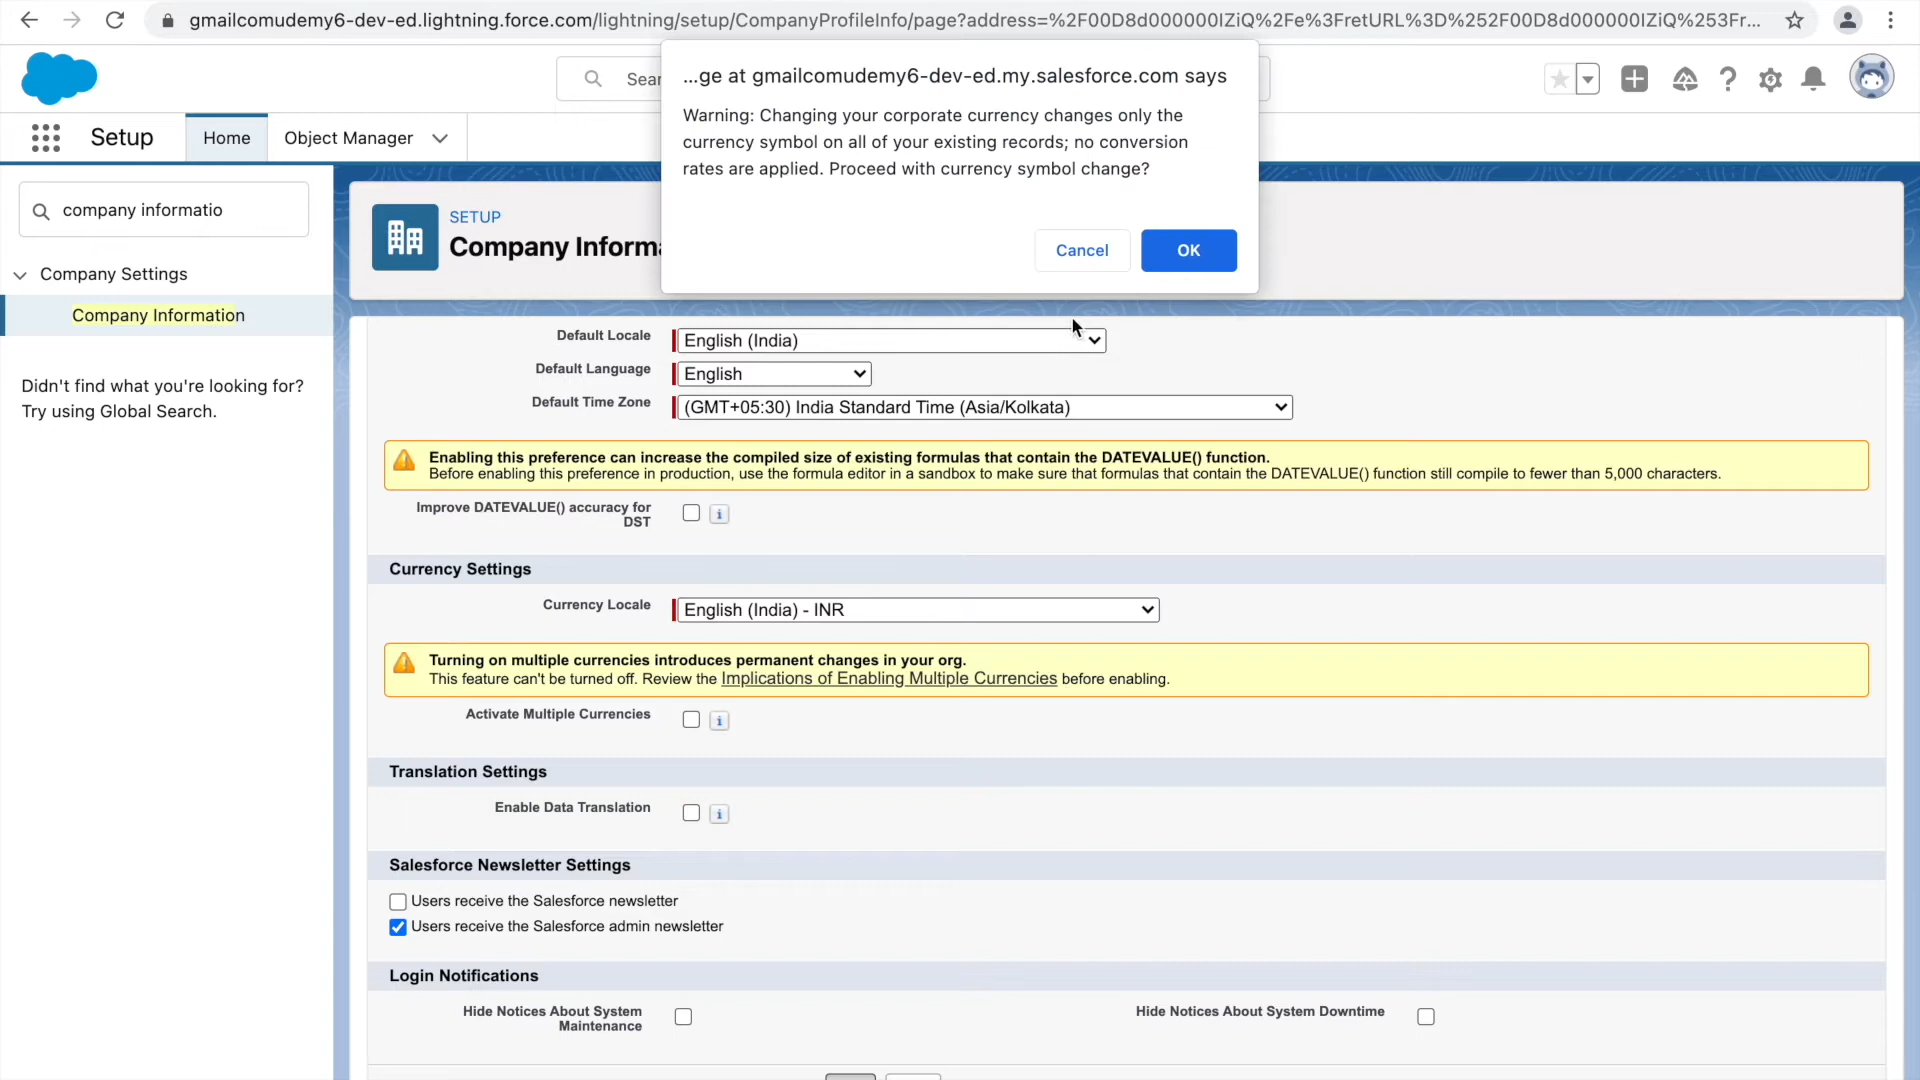 gmailcomudemy6-dev-ed.lightning.force.com/lightning/setup/CompanyProfileInfo/page?address=%2F00D8d000000IZiQ%2Fe%3FretURL%3D%252F00D8d000000IZiQ%253Fr...
...ge at gmailcomudemy6-dev-ed.my.salesforce.com says
Warning: Changing your corporate currency changes only the
currency symbol on all of your existing records; no conversion
rates are applied. Proceed with currency symbol change?
Cancel
OK
Setup
Home
Object Manager
company informatio
Company Settings
Company Information
Didn't find what you're looking for?
Try using Global Search.
SETUP
Default Locale English (India)
Default Language English
Default Time Zone (GMT+05:30) India Standard Time (Asia/Kolkata)
Enabling this preference can increase the compiled size of existing formulas that contain the DATEVALUE() function.
Before enabling this preference in production, use the formula editor in a sandbox to make sure that formulas that contain the DATEVALUE() function still compile to fewer than 5,000 characters.
Improve DATEVALUE() accuracy for
DST
Currency Settings
Currency Locale English (India) - INR
Turning on multiple currencies introduces permanent changes in your org.
This feature can't be turned off. Review the Implications of Enabling Multiple Currencies before enabling.
Activate Multiple Currencies
Translation Settings
Enable Data Translation
Salesforce Newsletter Settings
Users receive the Salesforce newsletter
Users receive the Salesforce admin newsletter
Login Notifications
Hide Notices About System
Maintenance
Hide Notices About System Downtime